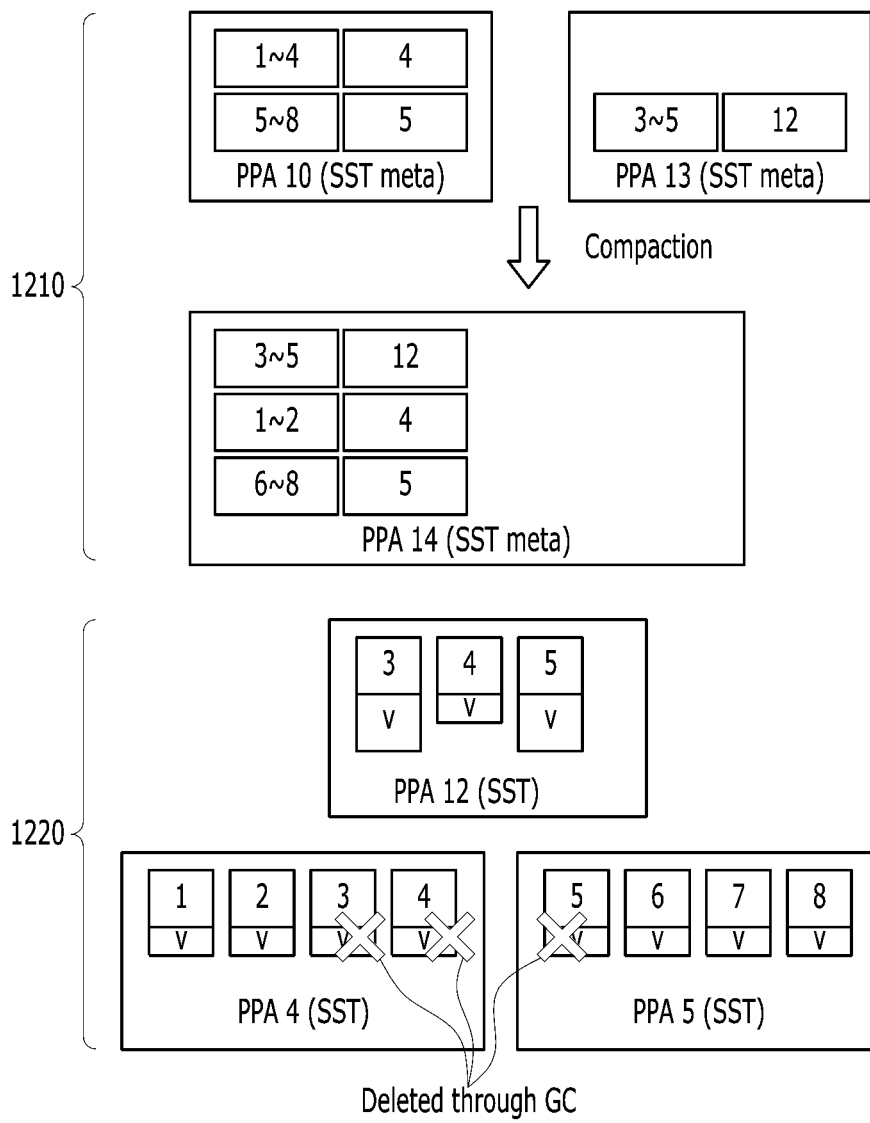 1~4 4
5~8 5
PPA 10 (SST meta)
3~5 12
PPA 13 (SST meta)
Compaction
1210
3~5 12
1~2 4
6~8 5
PPA 14 (SST meta)
1220
3 4 5
V V V
PPA 12 (SST)
1 2 3 4
V V V V
PPA 4 (SST)
5 6 7 8
V V V V
PPA 5 (SST)
Deleted through GC